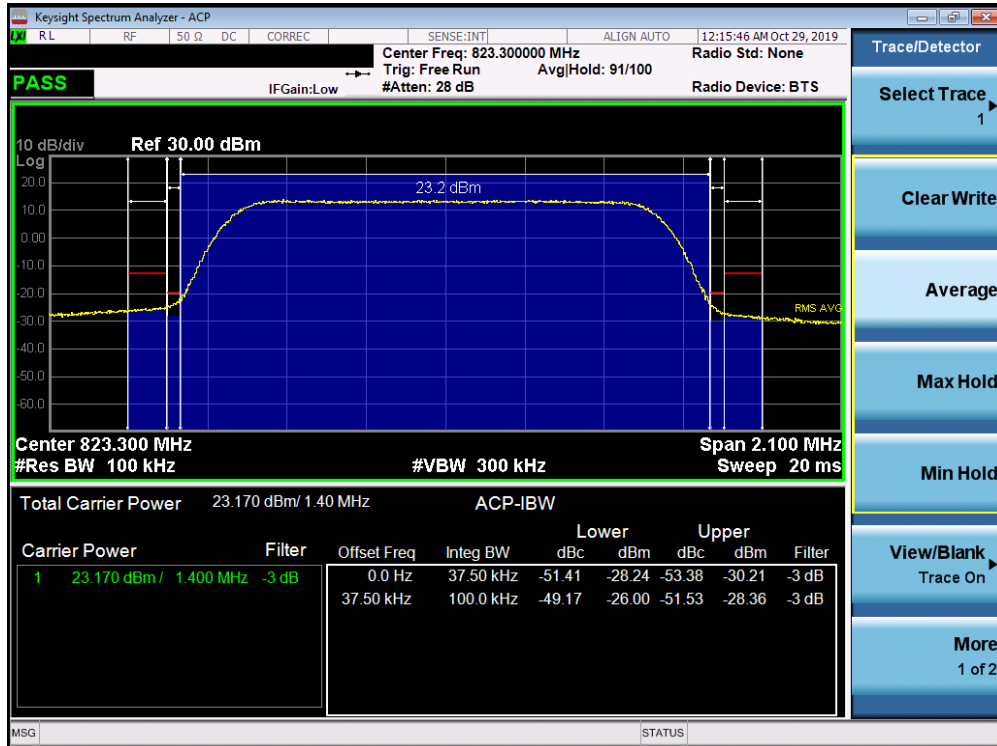 Keysight Spectrum Analyzer - ACP
LXI RL RF 50 Ω DC CORREC SENSE:INT ALIGN AUTO 12:15:46 AM Oct 29, 2019
Center Freq: 823.300000 MHz Radio Std: None
Trig: Free Run Avg|Hold: 91/100
PASS IFGain:Low #Atten: 28 dB Radio Device: BTS
10 dB/div Ref 30.00 dBm
Log
20.0
10.0
0.00
-10.0
-20.0
-30.0
-40.0
-50.0
-60.0
23.2 dBm
RMS AVG
Center 823.300 MHz Span 2.100 MHz
#Res BW 100 kHz #VBW 300 kHz Sweep 20 ms
Total Carrier Power 23.170 dBm/ 1.40 MHz ACP-IBW
Lower Upper
Carrier Power Filter Offset Freq Integ BW dBc dBm dBc dBm Filter
1 23.170 dBm / 1.400 MHz -3 dB 0.0 Hz 37.50 kHz -51.41 -28.24 -53.38 -30.21 -3 dB
37.50 kHz 100.0 kHz -49.17 -26.00 -51.53 -28.36 -3 dB
MSG STATUS
Trace/Detector
Select Trace
1
Clear Write
Average
Max Hold
Min Hold
View/Blank
Trace On
More
1 of 2